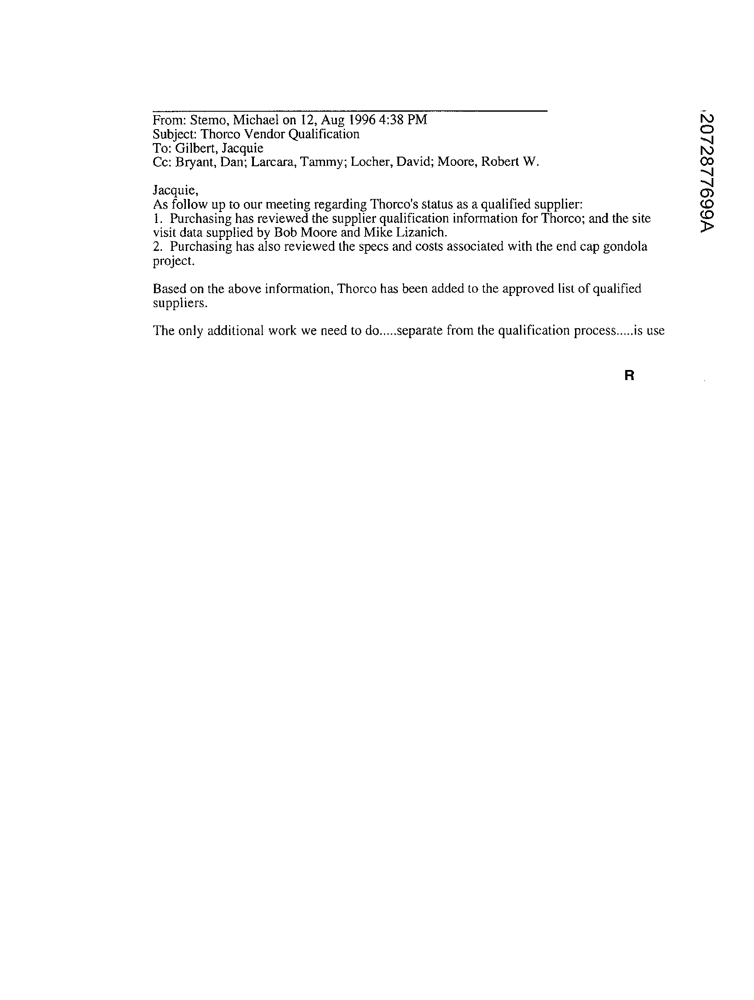 From: Stemo, Michael on 12, Aug 1996 4:38 PM
Subject: Thorco Vendor Qualification
To: Gilbert, Jacquie
Cc: Bryant, Dan; Larcara, Tammy; Locher, David; Moore, Robert W.
Jacquie,
As follow up to our meeting regarding Thorco's status as a qualified supplier:
1. Purchasing has reviewed the supplier qualification information for Thorco; and the site
visit data supplied by Bob Moore and Mike Lizanich.
2. Purchasing has also reviewed the specs and costs associated with the end cap gondola
project.
Based on the above information, Thorco has been added to the approved list of qualified
suppliers.
The only additional work we need to do.....separate from the qualification process.....is use
R
2072877699A